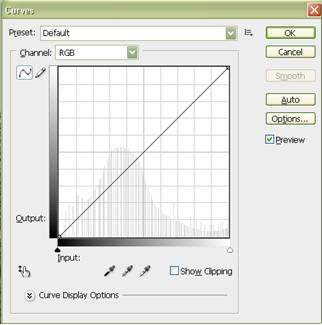 Curves
Preset: Default
OK
Channel: RGB
Cancel
Smooth
Auto
Options...
Preview
Output:
Input:
Show Clipping
Curve Display Options